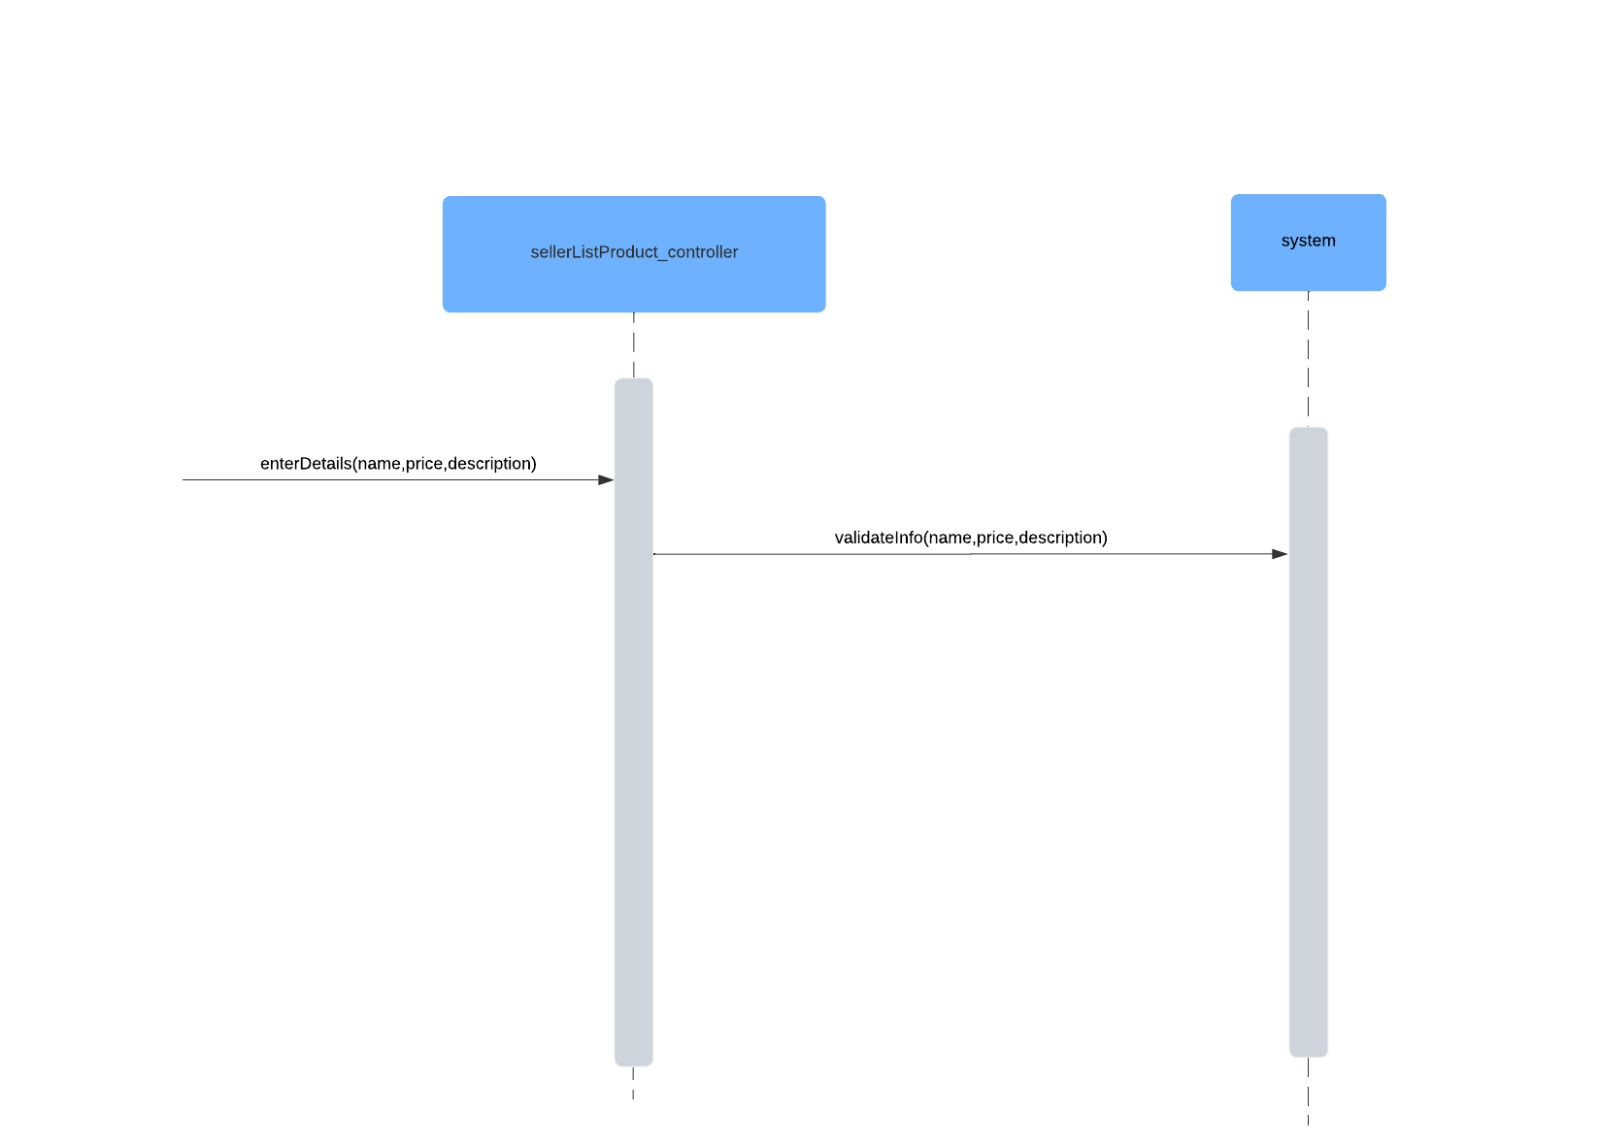 sellerListProduct_controller
system
enterDetails(name,price,description)
validateInfo(name,price,description)